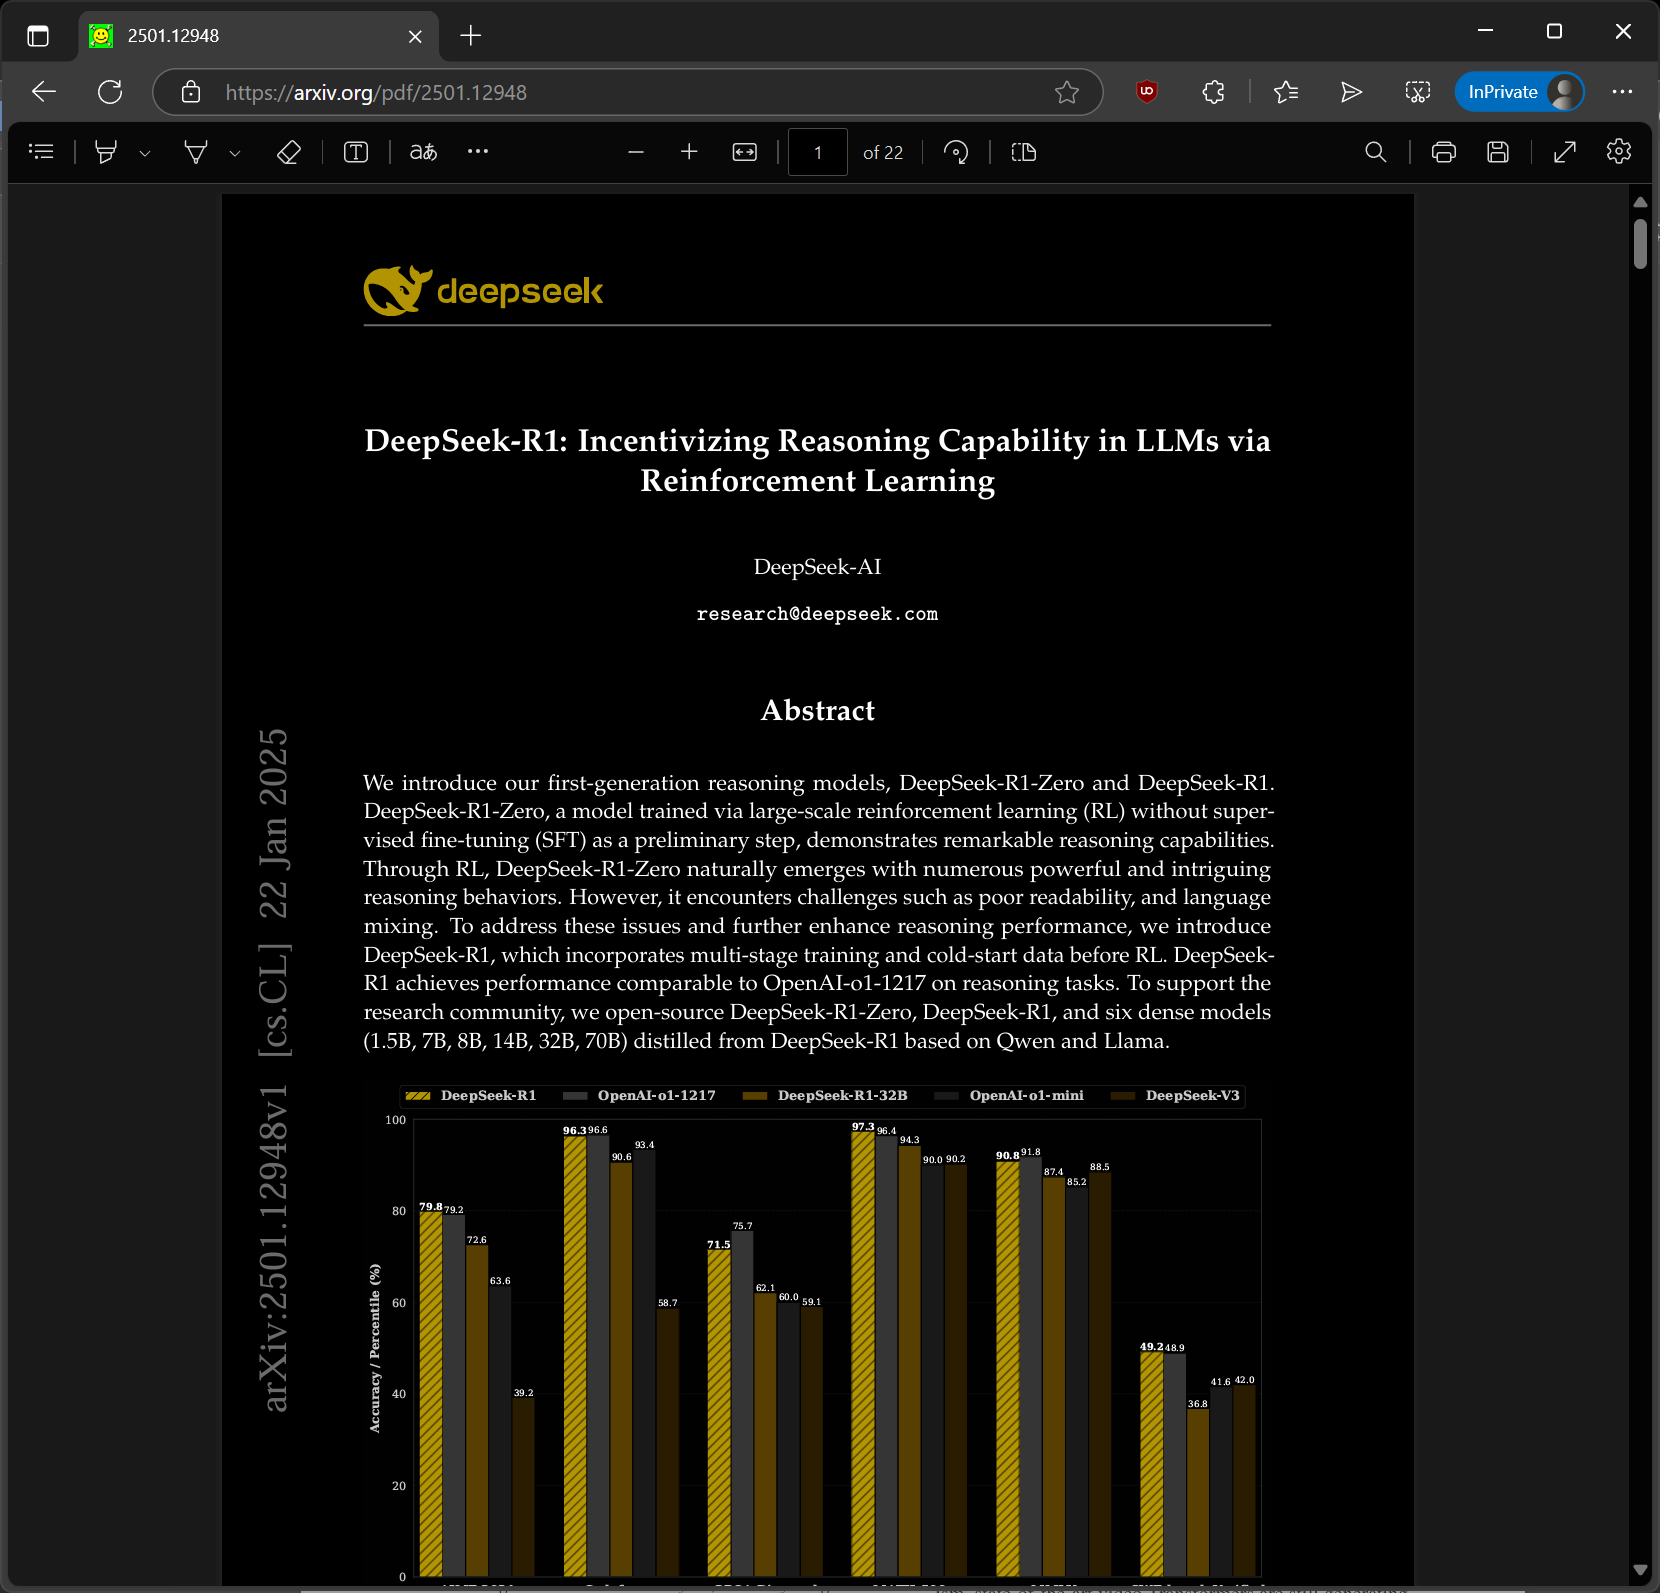 2501.12948
https://arxiv.org/pdf/2501.12948
InPrivate
1 of 22
deepseek
DeepSeek-R1: Incentivizing Reasoning Capability in LLMs via
Reinforcement Learning
DeepSeek-AI
research@deepseek.com
Abstract
We introduce our first-generation reasoning models, DeepSeek-R1-Zero and DeepSeek-R1.
DeepSeek-R1-Zero, a model trained via large-scale reinforcement learning (RL) without super-
vised fine-tuning (SFT) as a preliminary step, demonstrates remarkable reasoning capabilities.
Through RL, DeepSeek-R1-Zero naturally emerges with numerous powerful and intriguing
reasoning behaviors. However, it encounters challenges such as poor readability, and language
mixing. To address these issues and further enhance reasoning performance, we introduce
DeepSeek-R1, which incorporates multi-stage training and cold-start data before RL. DeepSeek-
R1 achieves performance comparable to OpenAI-o1-1217 on reasoning tasks. To support the
research community, we open-source DeepSeek-R1-Zero, DeepSeek-R1, and six dense models
(1.5B, 7B, 8B, 14B, 32B, 70B) distilled from DeepSeek-R1 based on Qwen and Llama.
arXiv:2501.12948v1 [cs.CL] 22 Jan 2025
DeepSeek-R1 OpenAI-o1-1217 DeepSeek-R1-32B OpenAI-o1-mini DeepSeek-V3
Accuracy / Percentile (%)
100
80
60
40
20
0
79.8 79.2 72.6 63.6 39.2
96.3 96.6 90.6 93.4 58.7
71.5 75.7 62.1 60.0 59.1
97.3 96.4 94.3 90.0 90.2
90.8 91.8 87.4 85.2 88.5
49.2 48.9 36.8 41.6 42.0